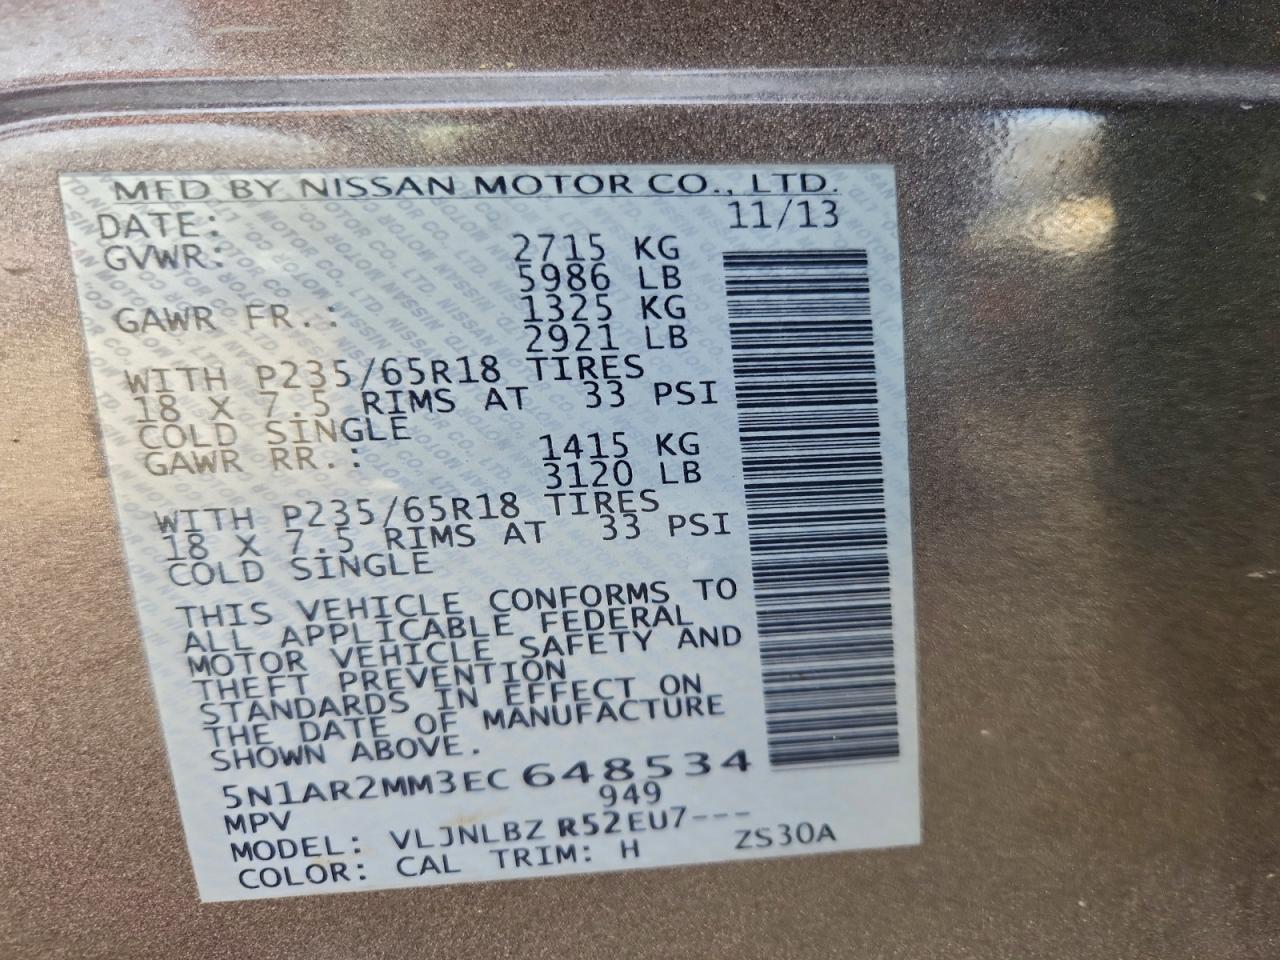 MFD BY NISSAN MOTOR CO., LTD.
DATE: 11/13
GVWR: 2715 KG
5986 LB
GAWR FR.: 1325 KG
2921 LB
WITH P235/65R18 TIRES
18 X 7.5 RIMS AT 33 PSI
COLD SINGLE
GAWR RR.: 1415 KG
3120 LB
WITH P235/65R18 TIRES
18 X 7.5 RIMS AT 33 PSI
COLD SINGLE
THIS VEHICLE CONFORMS TO
ALL APPLICABLE FEDERAL
MOTOR VEHICLE SAFETY AND
THEFT PREVENTION
STANDARDS IN EFFECT ON
THE DATE OF MANUFACTURE
SHOWN ABOVE.
5N1AR2MM3EC648534
MPV 949
MODEL: VLJNLBZ R52EU7---
COLOR: CAL TRIM: H ZS30A